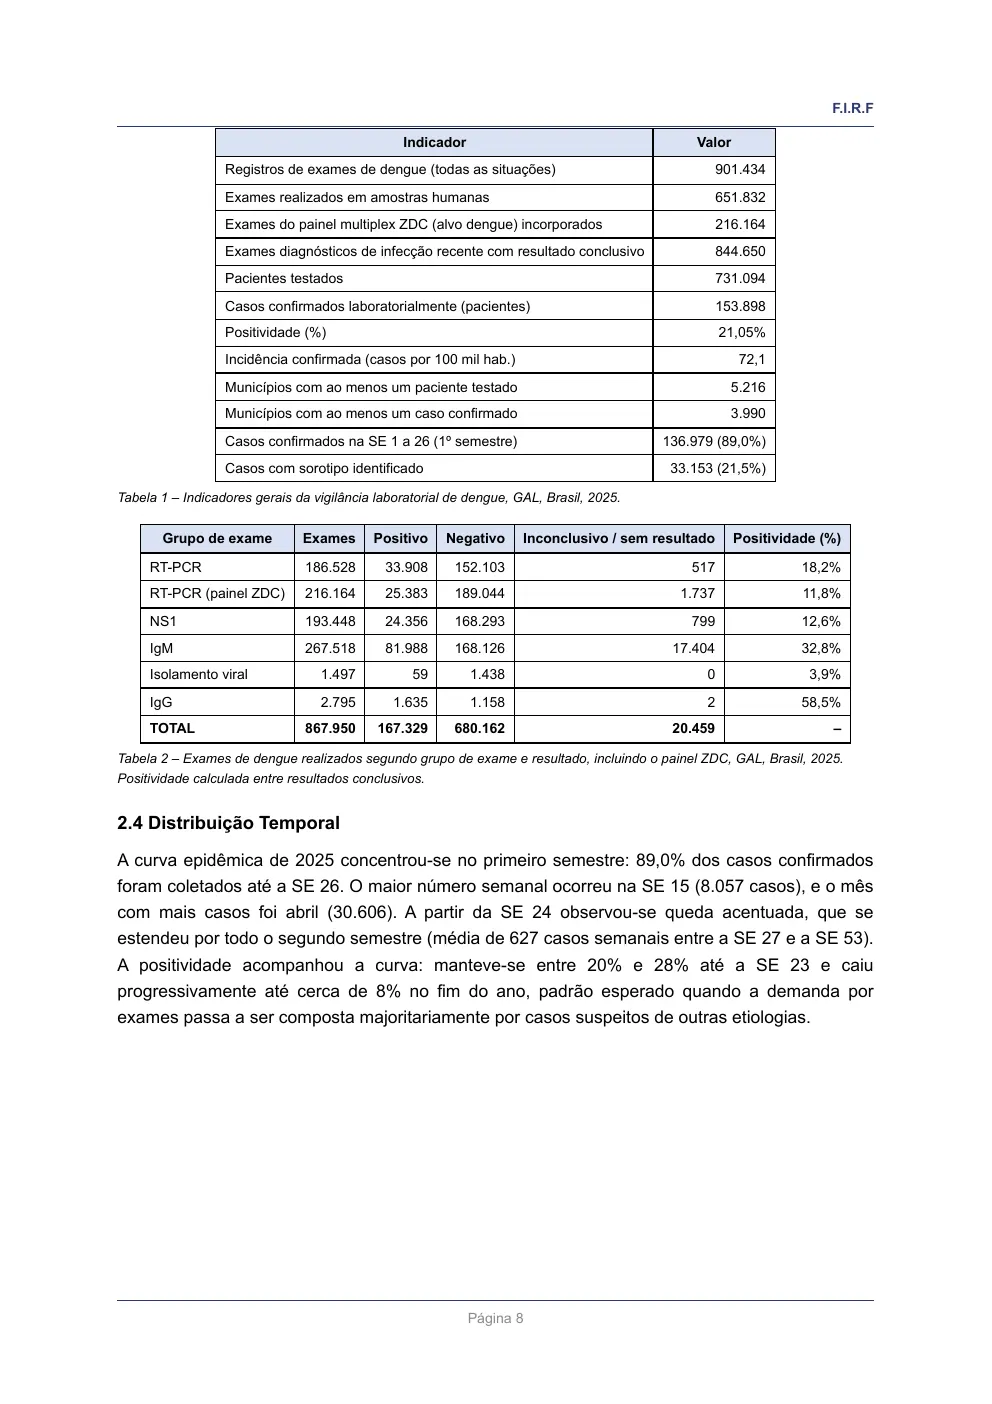 F.I.R.F
Indicador Valor
Registros de exames de dengue (todas as situações) 901.434
Exames realizados em amostras humanas 651.832
Exames do painel multiplex ZDC (alvo dengue) incorporados 216.164
Exames diagnósticos de infecção recente com resultado conclusivo 844.650
Pacientes testados 731.094
Casos confirmados laboratorialmente (pacientes) 153.898
Positividade (%) 21,05%
Incidência confirmada (casos por 100 mil hab.) 72,1
Municípios com ao menos um paciente testado 5.216
Municípios com ao menos um caso confirmado 3.990
Casos confirmados na SE 1 a 26 (1º semestre) 136.979 (89,0%)
Casos com sorotipo identificado 33.153 (21,5%)
Tabela 1 – Indicadores gerais da vigilância laboratorial de dengue, GAL, Brasil, 2025.
Grupo de exame Exames Positivo Negativo Inconclusivo / sem resultado Positividade (%)
RT-PCR 186.528 33.908 152.103 517 18,2%
RT-PCR (painel ZDC) 216.164 25.383 189.044 1.737 11,8%
NS1 193.448 24.356 168.293 799 12,6%
IgM 267.518 81.988 168.126 17.404 32,8%
Isolamento viral 1.497 59 1.438 0 3,9%
IgG 2.795 1.635 1.158 2 58,5%
TOTAL 867.950 167.329 680.162 20.459 –
Tabela 2 – Exames de dengue realizados segundo grupo de exame e resultado, incluindo o painel ZDC, GAL, Brasil, 2025.
Positividade calculada entre resultados conclusivos.
2.4 Distribuição Temporal
A curva epidêmica de 2025 concentrou-se no primeiro semestre: 89,0% dos casos confirmados
foram coletados até a SE 26. O maior número semanal ocorreu na SE 15 (8.057 casos), e o mês
com mais casos foi abril (30.606). A partir da SE 24 observou-se queda acentuada, que se
estendeu por todo o segundo semestre (média de 627 casos semanais entre a SE 27 e a SE 53).
A positividade acompanhou a curva: manteve-se entre 20% e 28% até a SE 23 e caiu
progressivamente até cerca de 8% no fim do ano, padrão esperado quando a demanda por
exames passa a ser composta majoritariamente por casos suspeitos de outras etiologias.
Página 8